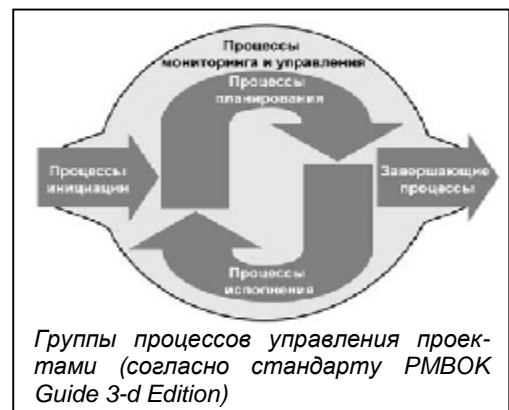 Процессы
мониторинга и управления
Процессы
планирования
Процессы
инициации
Завершающие
процессы
Процессы
исполнения
Группы процессов управления проек-
тами (согласно стандарту PMBOK
Guide 3-d Edition)